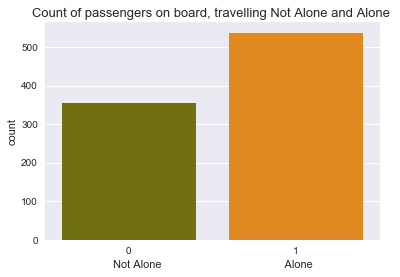 Count of passengers on board, travelling Not Alone and Alone
500
400
300
200
100
0
count
0 1
Not Alone Alone